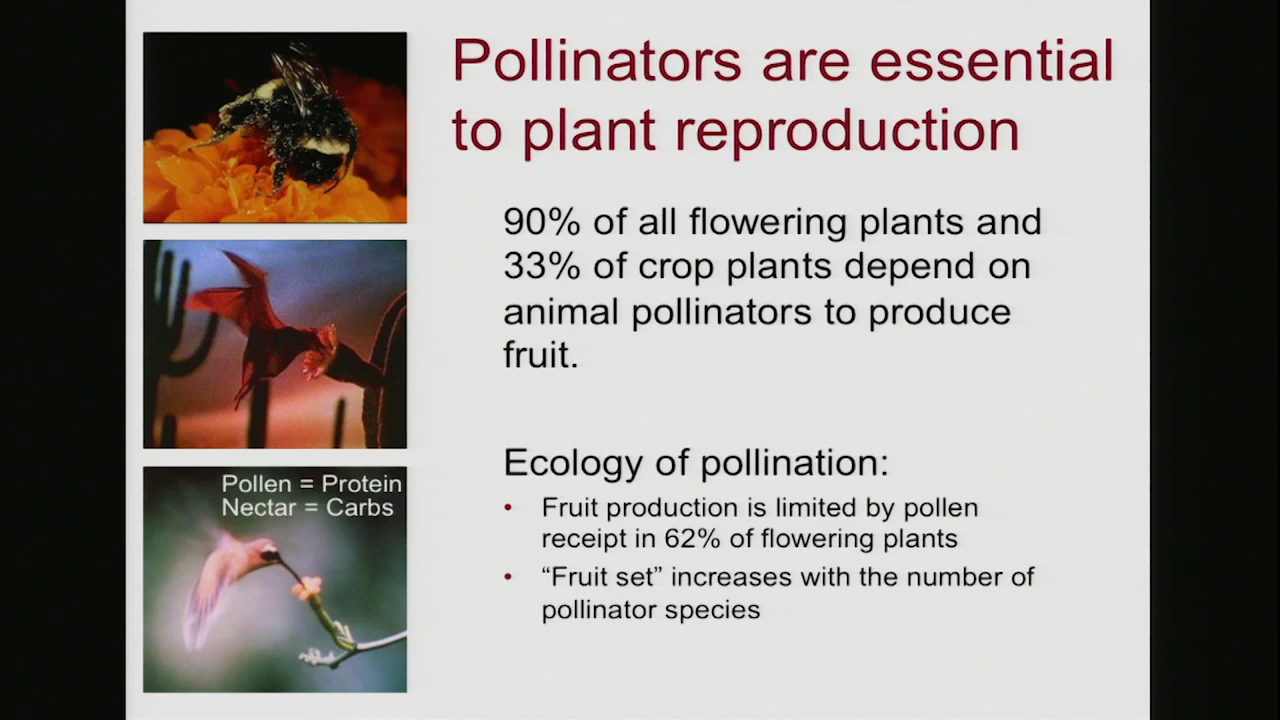 Pollinators are essential
to plant reproduction
90% of all flowering plants and
33% of crop plants depend on
animal pollinators to produce
fruit.
Ecology of pollination:
• Fruit production is limited by pollen
receipt in 62% of flowering plants
• “Fruit set” increases with the number of
pollinator species
Pollen = Protein
Nectar = Carbs